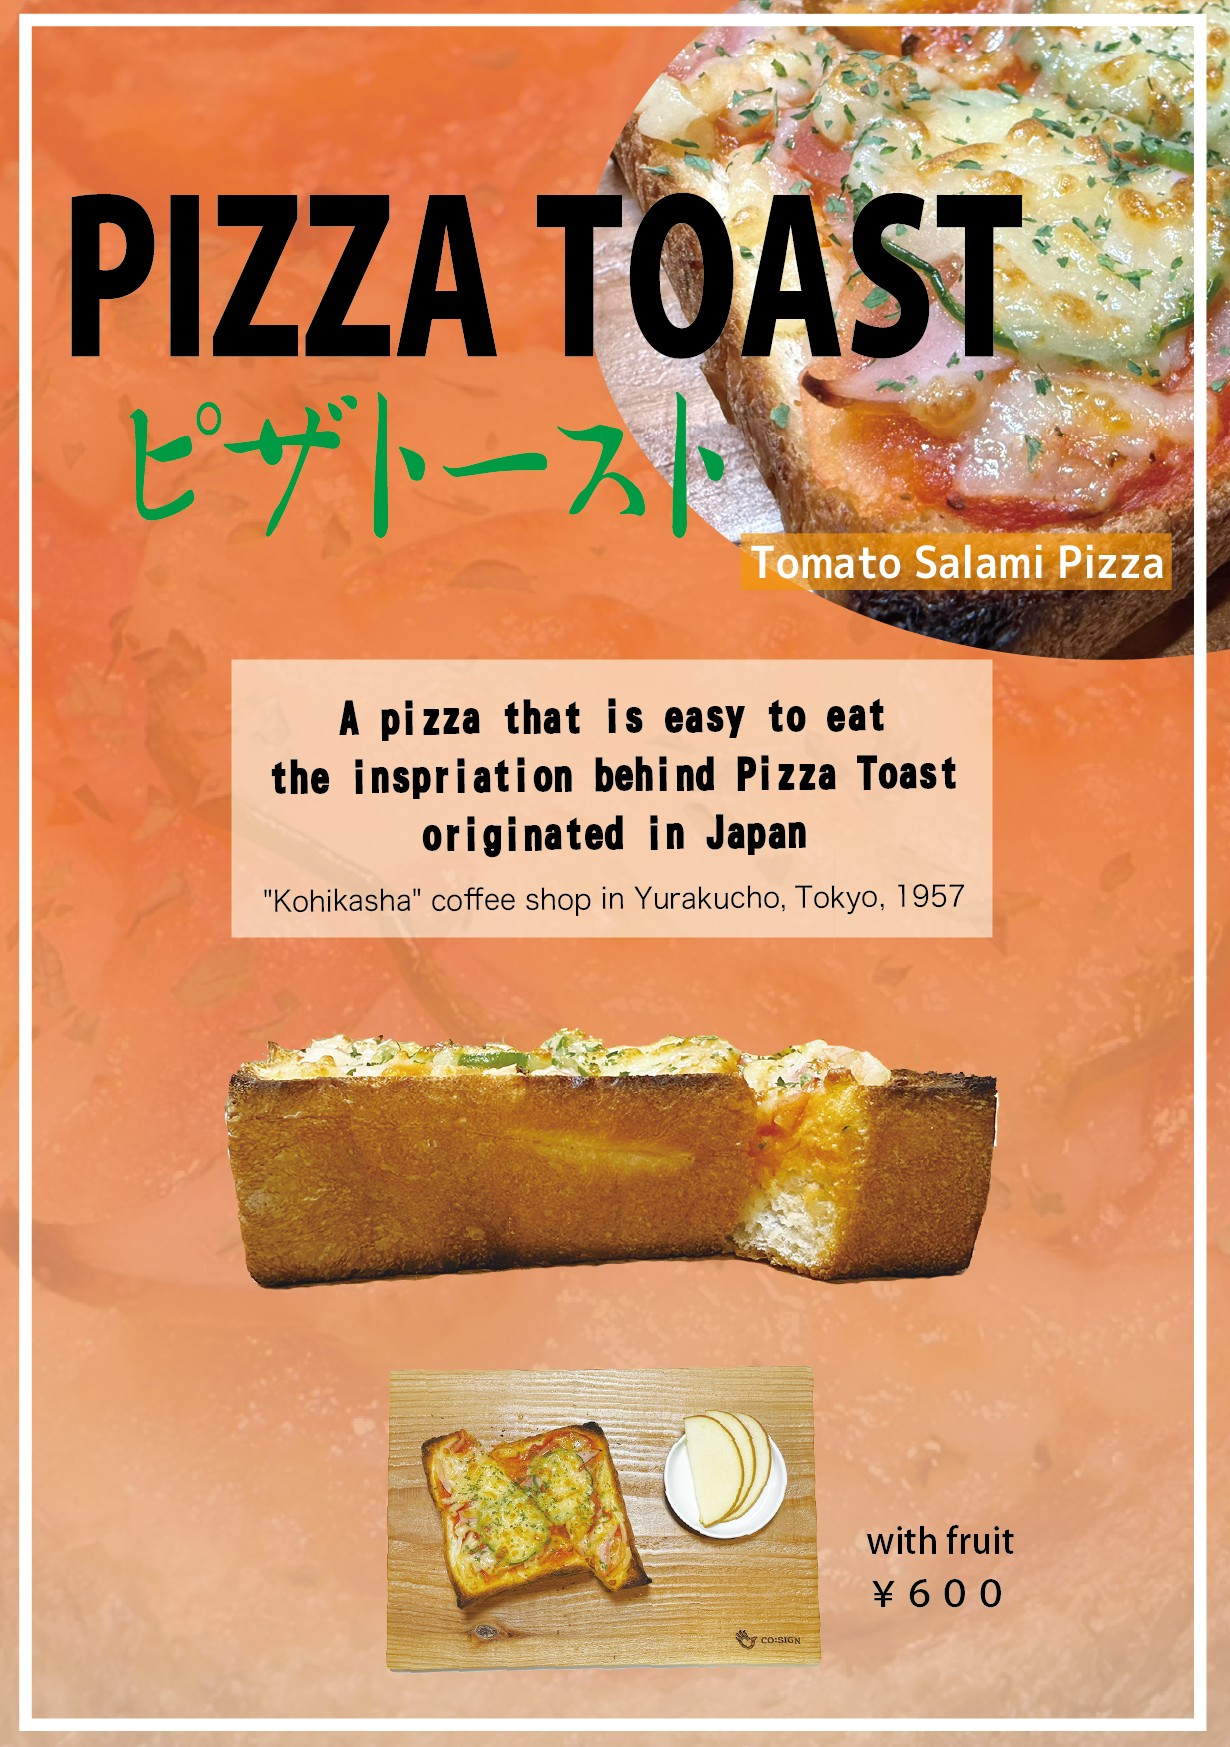 PIZZA TOAST
ピザトースト
Tomato Salami Pizza
A pizza that is easy to eat
the inspriation behind Pizza Toast
originated in Japan
"Kohikasha" coffee shop in Yurakucho, Tokyo, 1957
CO:SIGN
with fruit
￥６００